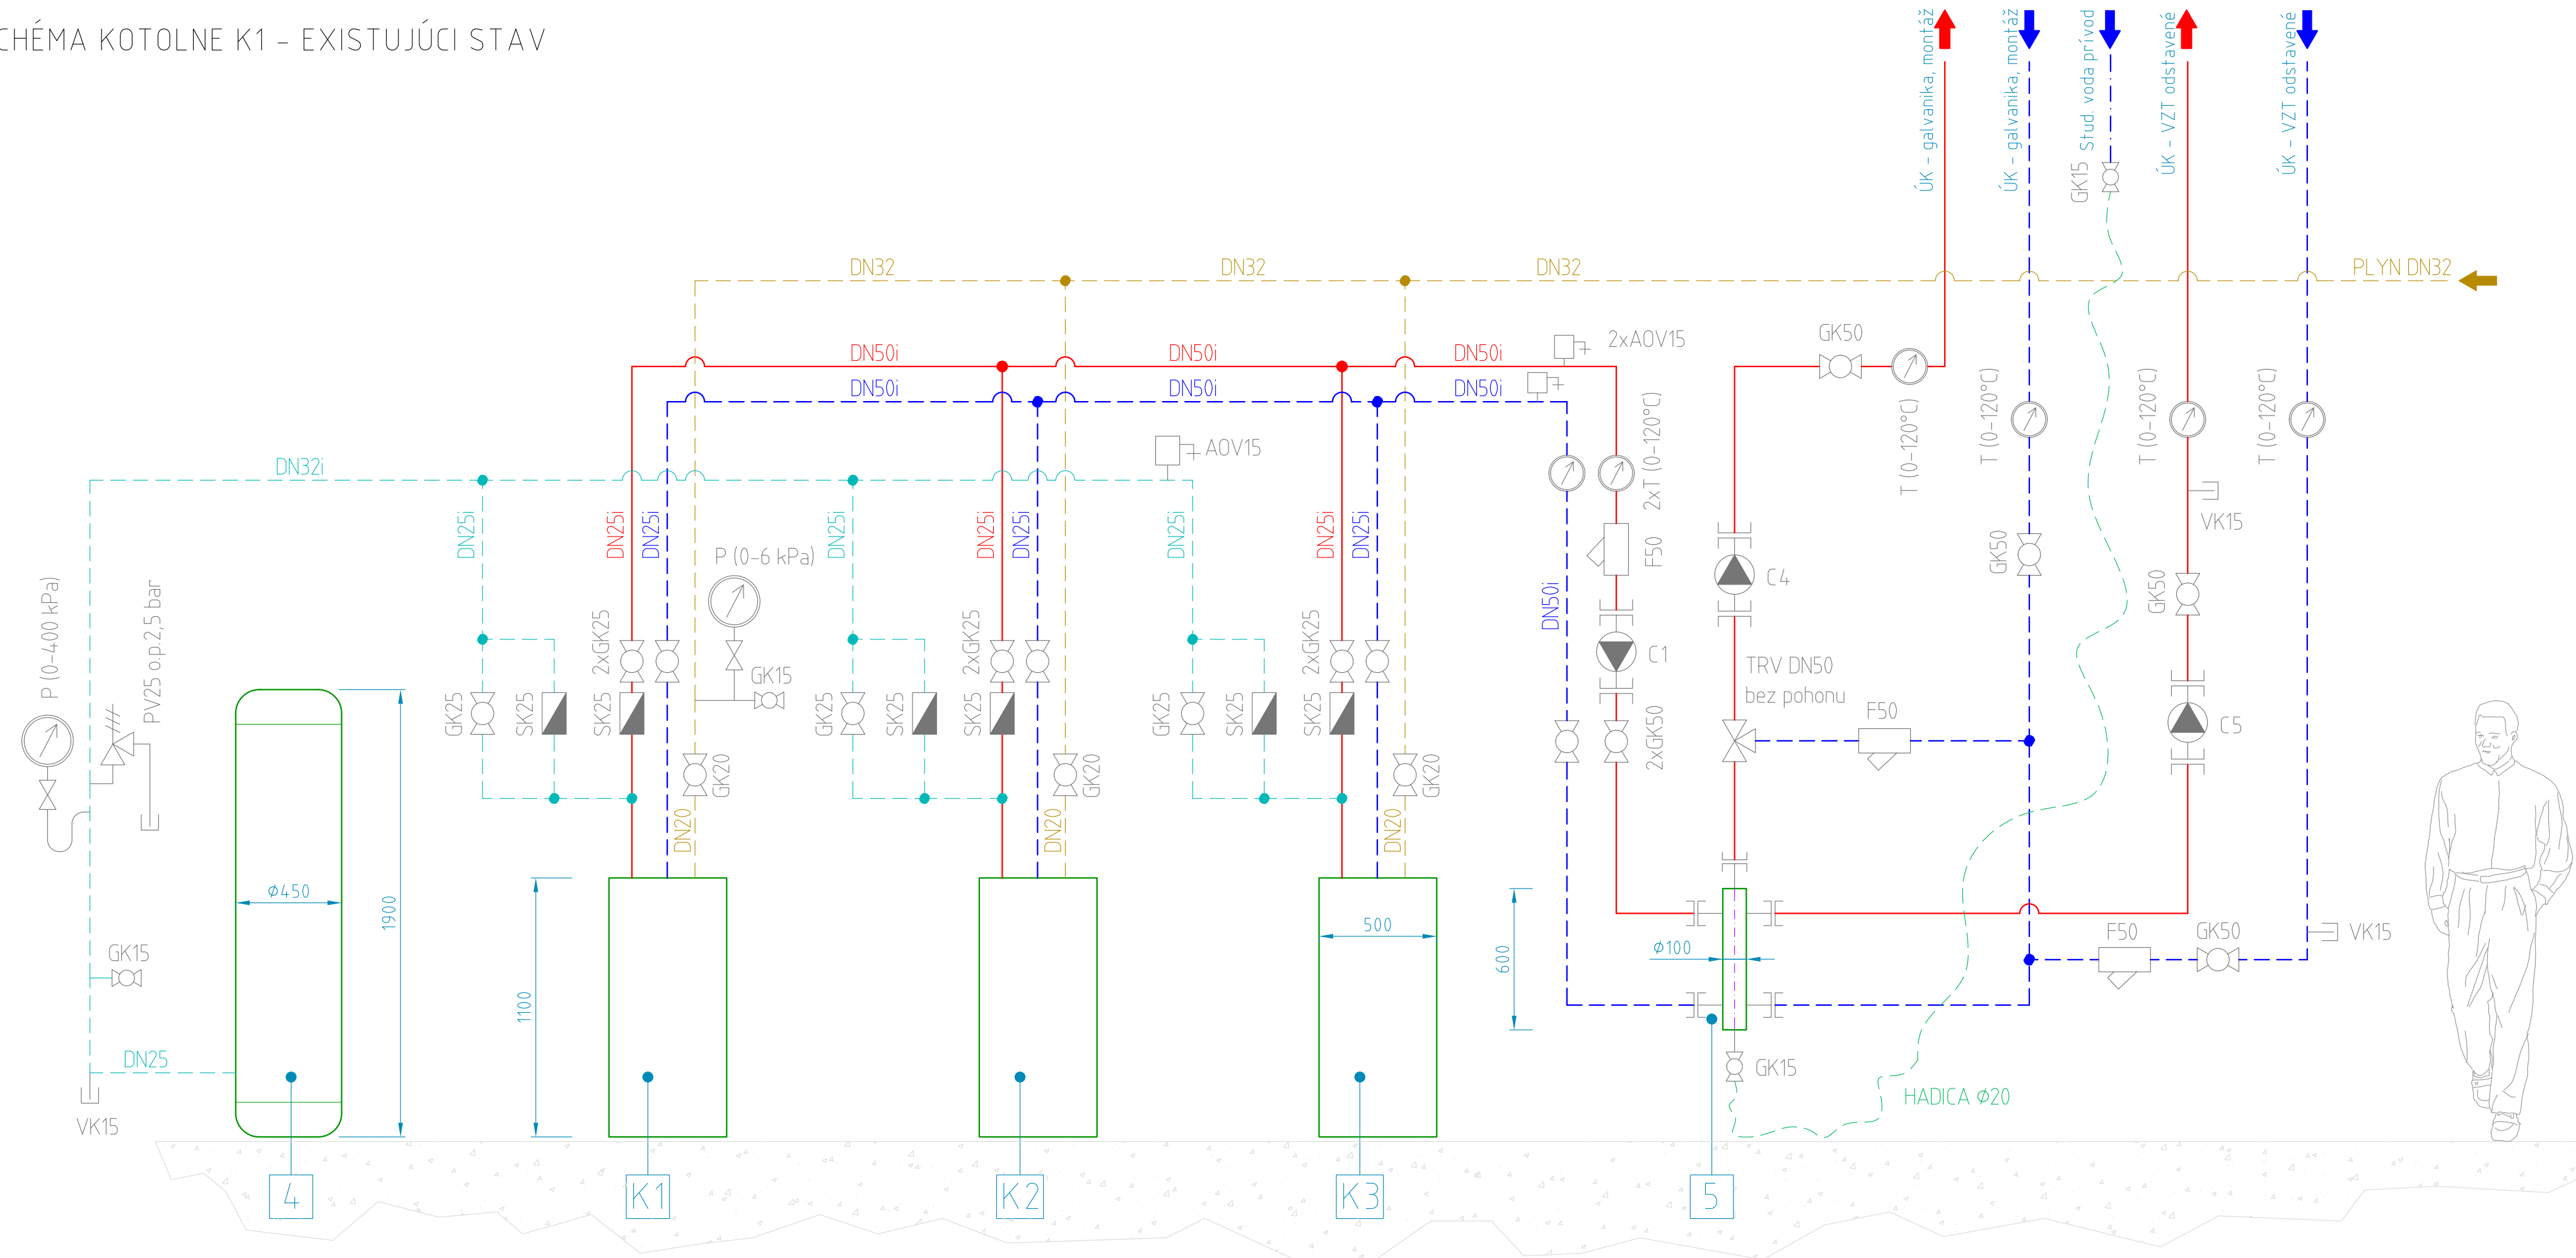 CHÉMA KOTOLNE K1 - EXISTUJÚCI STAV
ÚK - galvanika, montáž
ÚK - galvanika, montáž
Stud. voda prívod
ÚK - VZT odstavené
ÚK - VZT odstavené
GK15
DN32
DN32
DN32
PLYN DN32
DN50i
DN50i
DN50i
2xAOV15
GK50
DN50i
DN50i
DN50i
T (0-120°C)
T (0-120°C)
T (0-120°C)
T (0-120°C)
2xT (0-120°C)
DN32i
AOV15
DN25i
DN25i
DN25i
DN25i
DN25i
DN25i
DN25i
DN25i
DN25i
VK15
P (0-6 kPa)
F50
GK50
GK50
C4
DN50i
P (0-400 kPa)
PV25 o.p.2,5 bar
2xGK25
2xGK25
2xGK25
C1
TRV DN50
bez pohonu
GK15
GK25
SK25
SK25
GK25
SK25
SK25
GK25
SK25
SK25
2xGK50
F50
C5
GK20
GK20
GK20
DN20
DN20
DN20
ϕ450
1900
500
ϕ100
600
F50
GK50
VK15
GK15
1100
DN25
GK15
HADICA ϕ20
VK15
4
K1
K2
K3
5